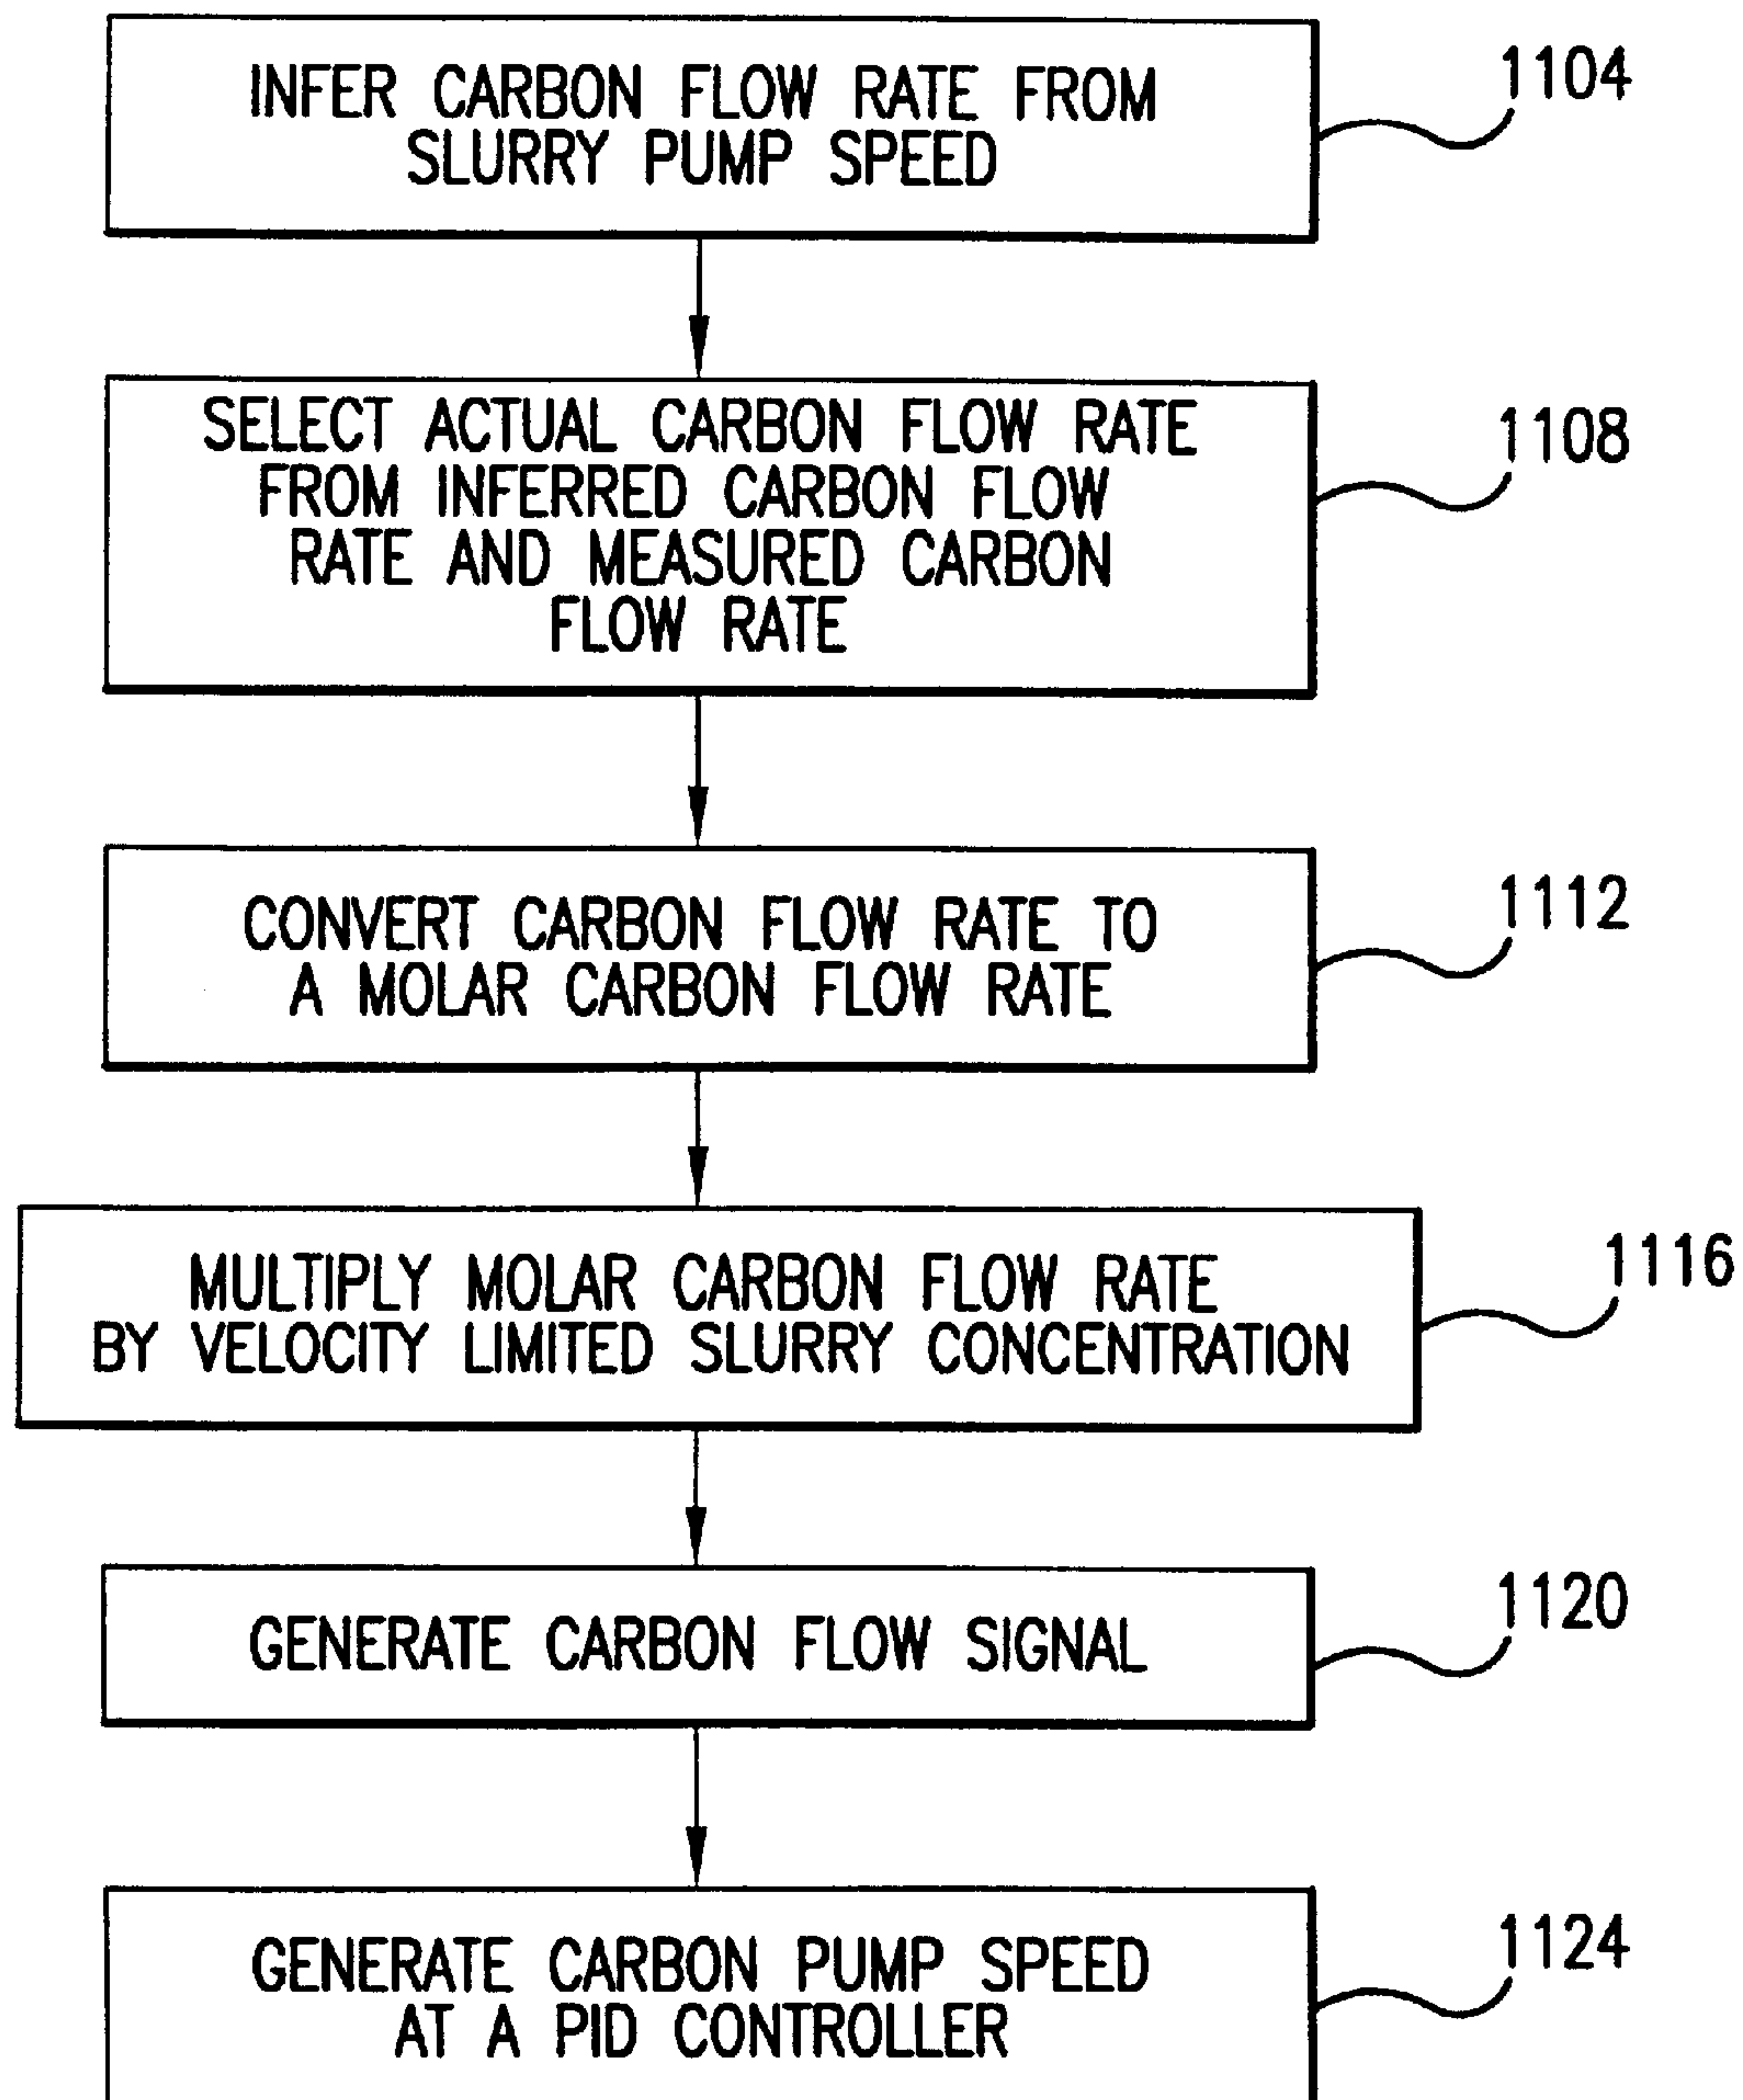 INFER CARBON FLOW RATE FROM
SLURRY PUMP SPEED
1104
SELECT ACTUAL CARBON FLOW RATE
FROM INFERRED CARBON FLOW
RATE AND MEASURED CARBON
FLOW RATE
1108
CONVERT CARBON FLOW RATE TO
A MOLAR CARBON FLOW RATE
1112
MULTIPLY MOLAR CARBON FLOW RATE
BY VELOCITY LIMITED SLURRY CONCENTRATION
1116
GENERATE CARBON FLOW SIGNAL
1120
GENERATE CARBON PUMP SPEED
AT A PID CONTROLLER
1124